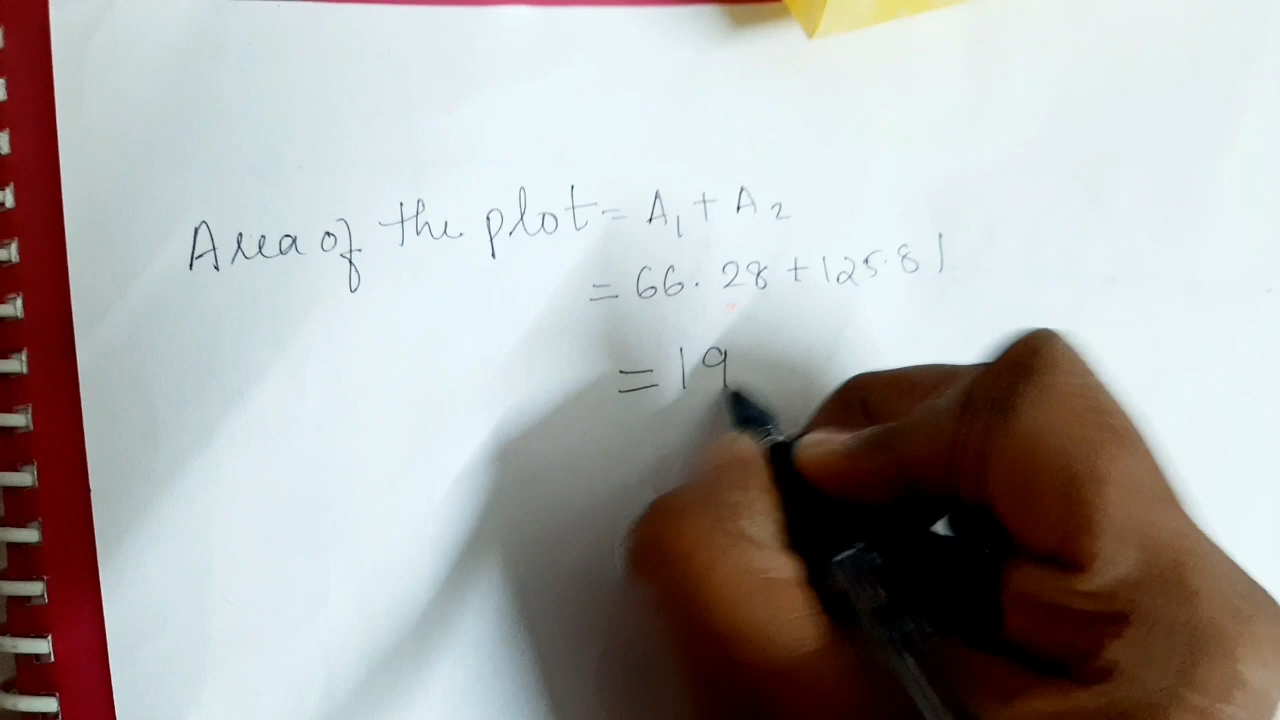 Area of the plot = A₁ + A₂
= 66.28 + 125.81
= 19